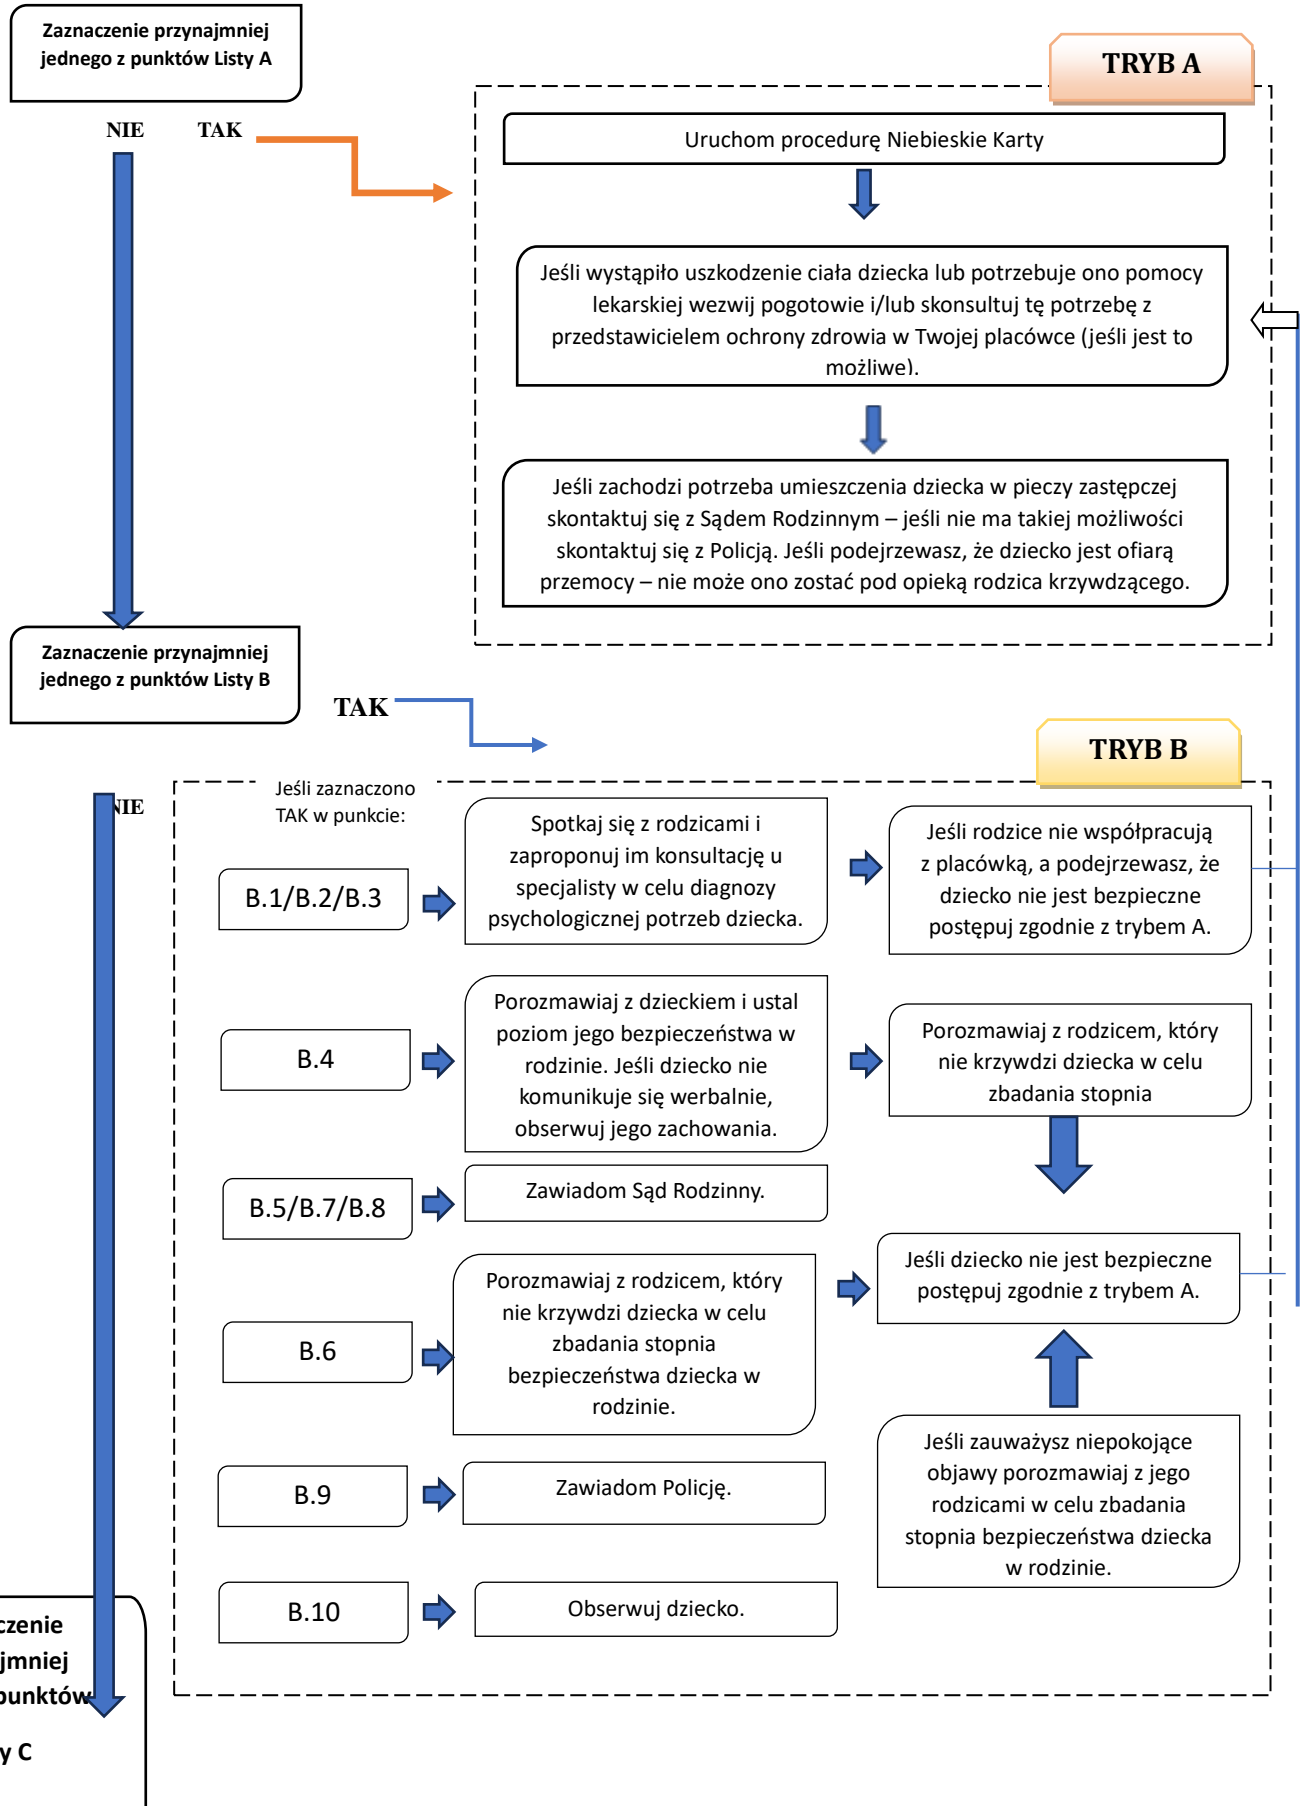 Zaznaczenie przynajmniej
jednego z punktów Listy A
TRYB A
NIE TAK
Uruchom procedurę Niebieskie Karty
Jeśli wystąpiło uszkodzenie ciała dziecka lub potrzebuje ono pomocy
lekarskiej wezwij pogotowie i/lub skonsultuj tę potrzebę z
przedstawicielem ochrony zdrowia w Twojej placówce (jeśli jest to
możliwe).
Jeśli zachodzi potrzeba umieszczenia dziecka w pieczy zastępczej
skontaktuj się z Sądem Rodzinnym – jeśli nie ma takiej możliwości
skontaktuj się z Policją. Jeśli podejrzewasz, że dziecko jest ofiarą
przemocy – nie może ono zostać pod opieką rodzica krzywdzącego.
Zaznaczenie przynajmniej
jednego z punktów Listy B
TAK
TRYB B
NIE
Jeśli zaznaczono
TAK w punkcie:
B.1/B.2/B.3
Spotkaj się z rodzicami i
zaproponuj im konsultację u
specjalisty w celu diagnozy
psychologicznej potrzeb dziecka.
Jeśli rodzice nie współpracują
z placówką, a podejrzewasz, że
dziecko nie jest bezpieczne
postępuj zgodnie z trybem A.
B.4
Porozmawiaj z dzieckiem i ustal
poziom jego bezpieczeństwa w
rodzinie. Jeśli dziecko nie
komunikuje się werbalnie,
obserwuj jego zachowania.
Porozmawiaj z rodzicem, który
nie krzywdzi dziecka w celu
zbadania stopnia
B.5/B.7/B.8
Zawiadom Sąd Rodzinny.
B.6
Porozmawiaj z rodzicem, który
nie krzywdzi dziecka w celu
zbadania stopnia
bezpieczeństwa dziecka w
rodzinie.
Jeśli dziecko nie jest bezpieczne
postępuj zgodnie z trybem A.
B.9
Zawiadom Policję.
Jeśli zauważysz niepokojące
objawy porozmawiaj z jego
rodzicami w celu zbadania
stopnia bezpieczeństwa dziecka
w rodzinie.
B.10
Obserwuj dziecko.
czenie
jmniej
punktów
y C